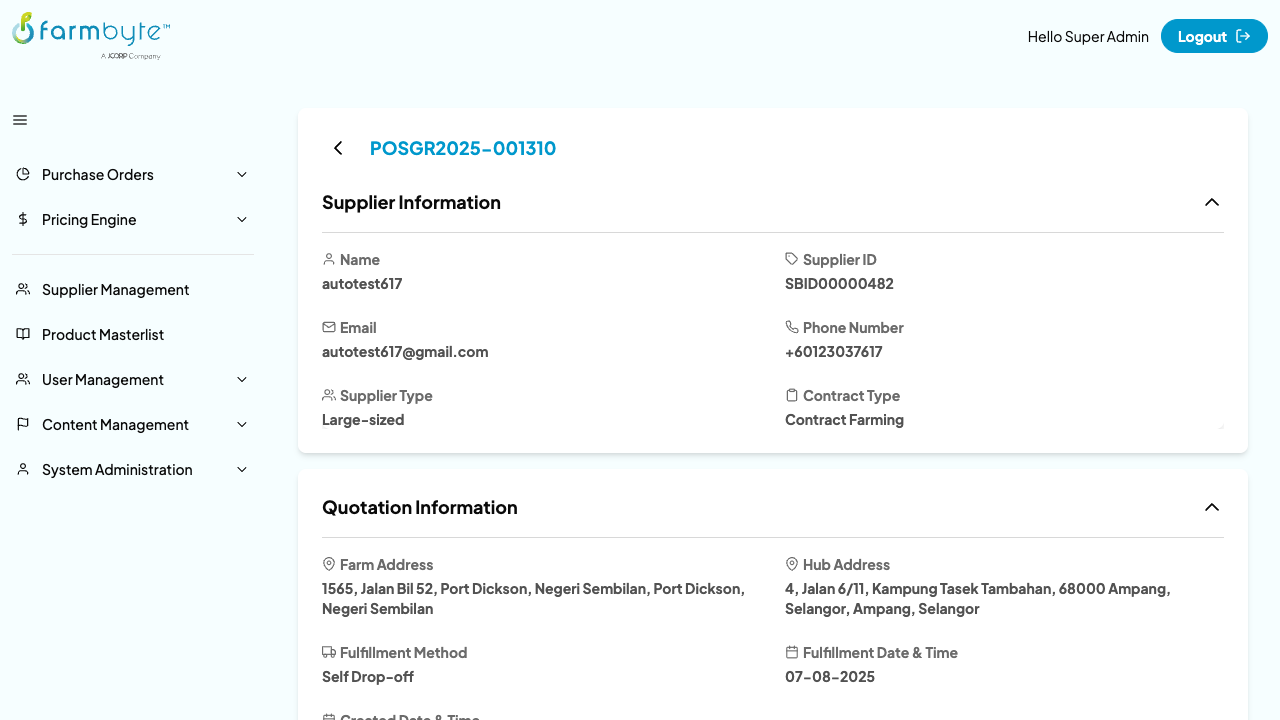 farmbyte™
A JCORP Company
Hello Super Admin
Logout
Purchase Orders
Pricing Engine
Supplier Management
Product Masterlist
User Management
Content Management
System Administration
POSGR2025-001310
Supplier Information
Name
autotest617
Supplier ID
SBID00000482
Email
autotest617@gmail.com
Phone Number
+60123037617
Supplier Type
Large-sized
Contract Type
Contract Farming
Quotation Information
Farm Address
1565, Jalan Bil 52, Port Dickson, Negeri Sembilan, Port Dickson,
Negeri Sembilan
Hub Address
4, Jalan 6/11, Kampung Tasek Tambahan, 68000 Ampang,
Selangor, Ampang, Selangor
Fulfillment Method
Self Drop-off
Fulfillment Date & Time
07-08-2025
Created Date & Time